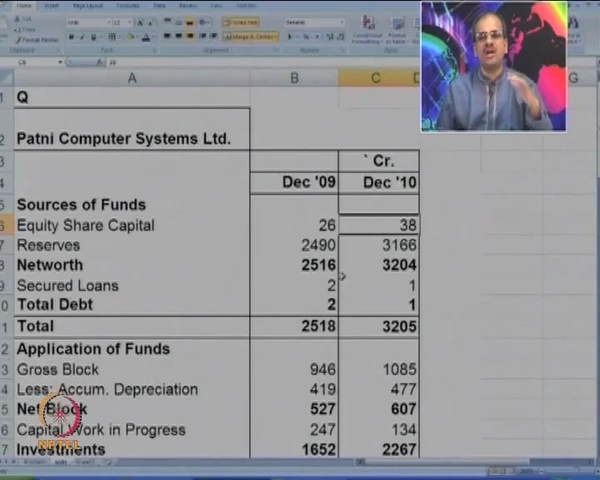 A B C G
Q
Patni Computer Systems Ltd.
` Cr.
Dec '09 Dec '10
Sources of Funds
Equity Share Capital 26 38
Reserves 2490 3166
Networth 2516 3204
Secured Loans 2 1
Total Debt 2 1
Total 2518 3205
Application of Funds
Gross Block 946 1085
Less: Accum. Depreciation 419 477
Net Block 527 607
Capital Work in Progress 247 134
Investments 1652 2267
NPTEL